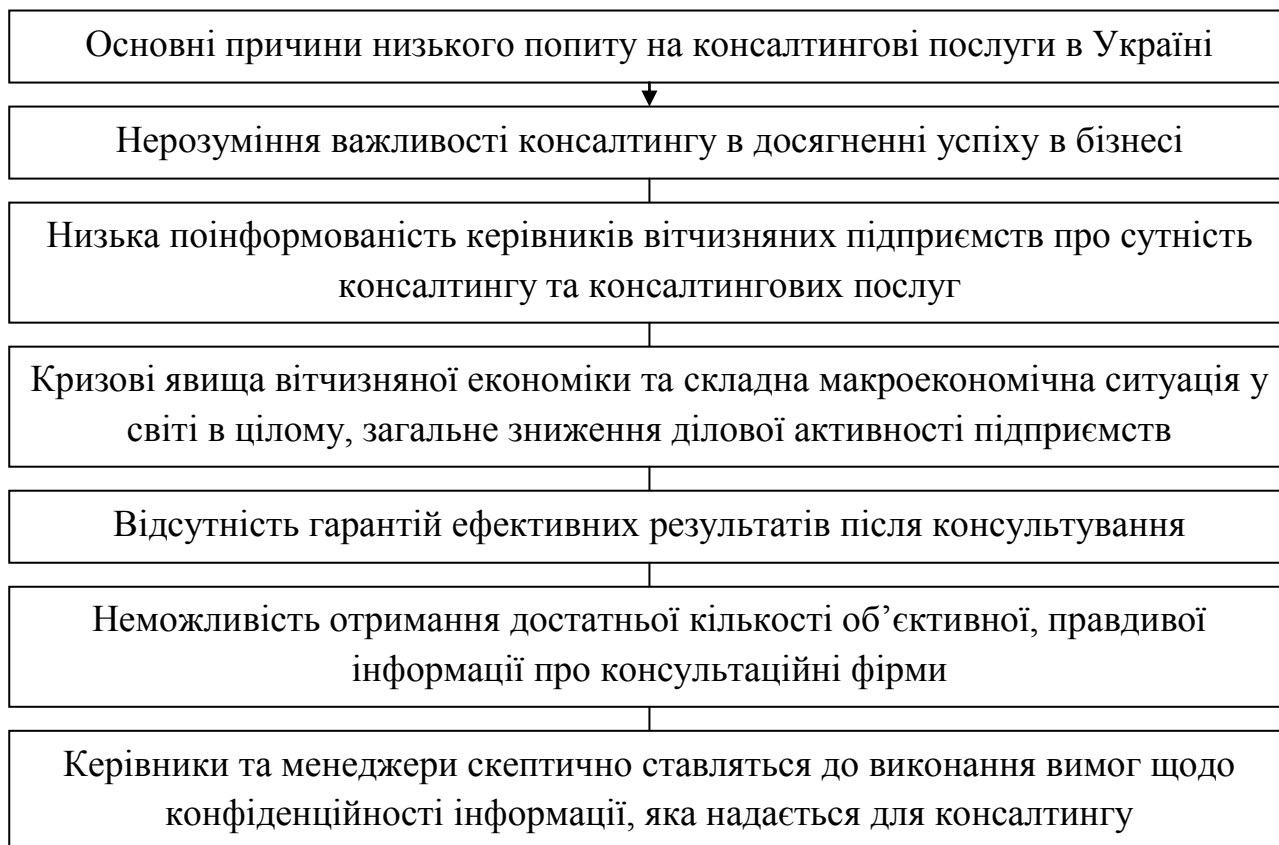 Основні причини низького попиту на консалтингові послуги в Україні
Нерозуміння важливості консалтингу в досягненні успіху в бізнесі
Низька поінформованість керівників вітчизняних підприємств про сутність
консалтингу та консалтингових послуг
Кризові явища вітчизняної економіки та складна макроекономічна ситуація у
світі в цілому, загальне зниження ділової активності підприємств
Відсутність гарантій ефективних результатів після консультування
Неможливість отримання достатньої кількості об’єктивної, правдивої
інформації про консультаційні фірми
Керівники та менеджери скептично ставляться до виконання вимог щодо
конфіденційності інформації, яка надається для консалтингу